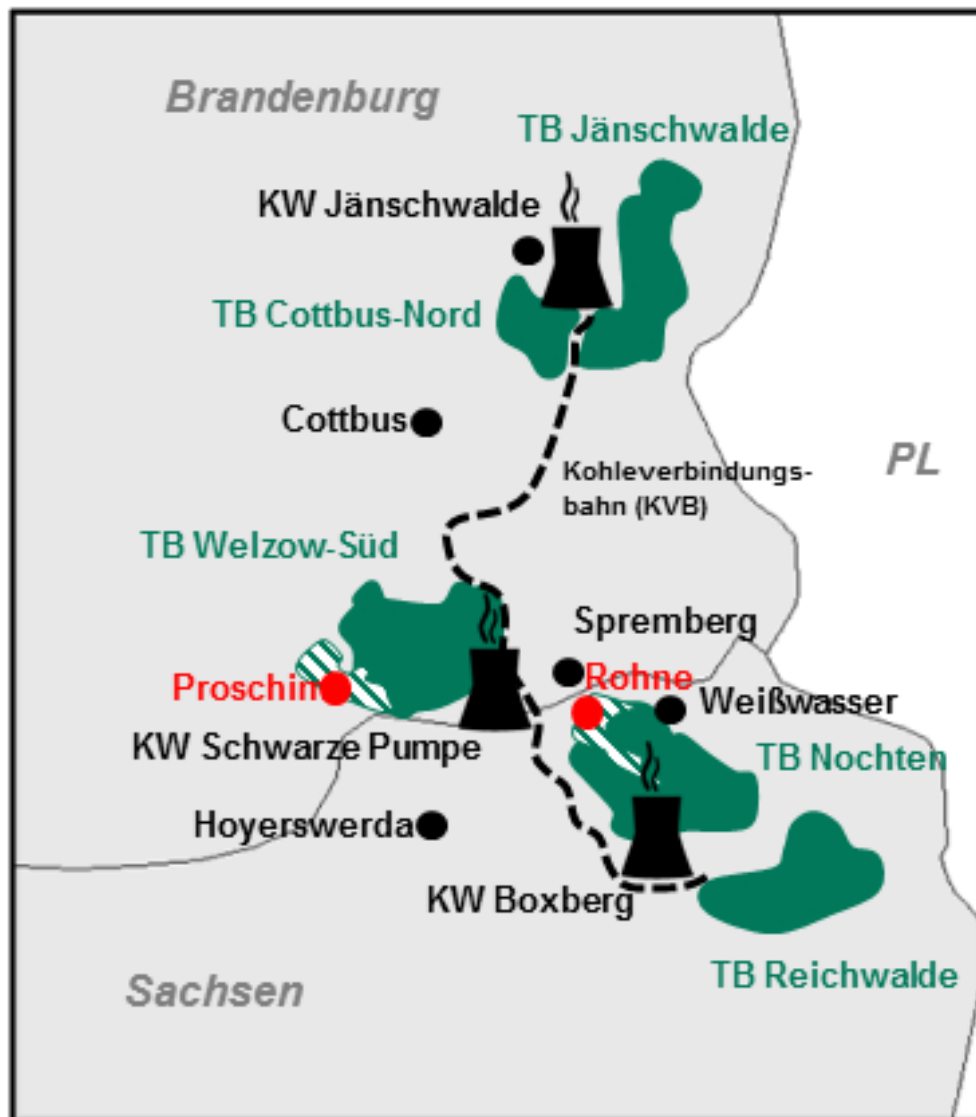 Brandenburg
TB Jänschwalde
KW Jänschwalde
TB Cottbus-Nord
Cottbus
PL
Kohleverbindungs-
bahn (KVB)
TB Welzow-Süd
Spremberg
Proschim
Rohne
Weißwasser
KW Schwarze Pumpe
TB Nochten
Hoyerswerda
KW Boxberg
TB Reichwalde
Sachsen